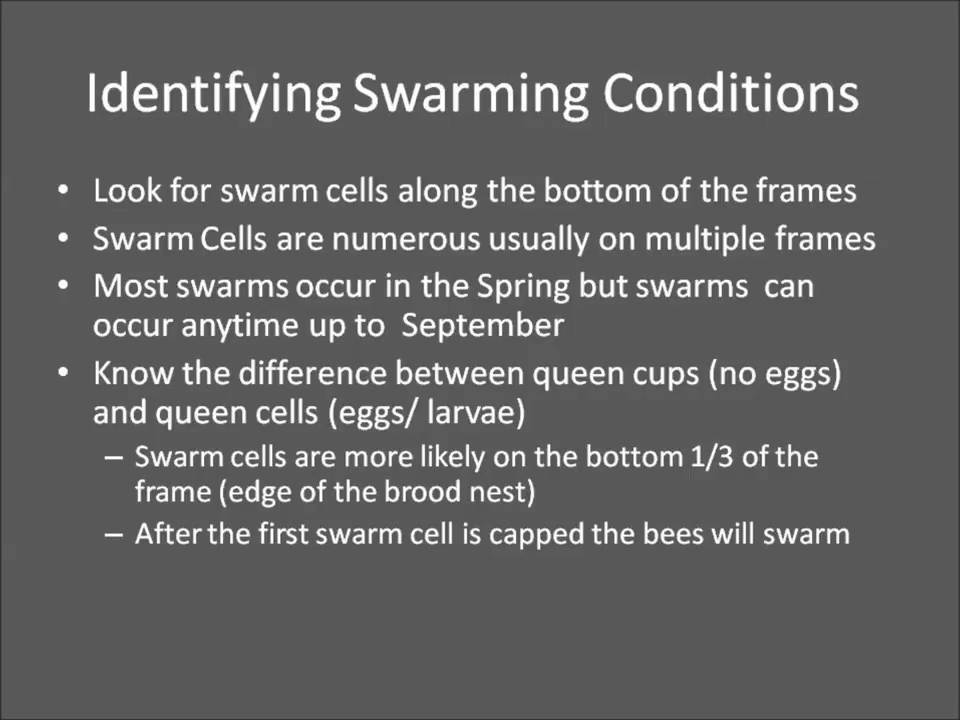 Identifying Swarming Conditions
• Look for swarm cells along the bottom of the frames
• Swarm Cells are numerous usually on multiple frames
• Most swarms occur in the Spring but swarms  can
occur anytime up to  September
• Know the difference between queen cups (no eggs)
and queen cells (eggs/ larvae)
– Swarm cells are more likely on the bottom 1/3 of the
frame (edge of the brood nest)
– After the first swarm cell is capped the bees will swarm